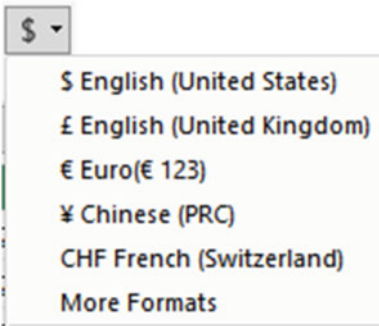 $
$ English (United States)
£ English (United Kingdom)
€ Euro(€ 123)
¥ Chinese (PRC)
CHF French (Switzerland)
More Formats